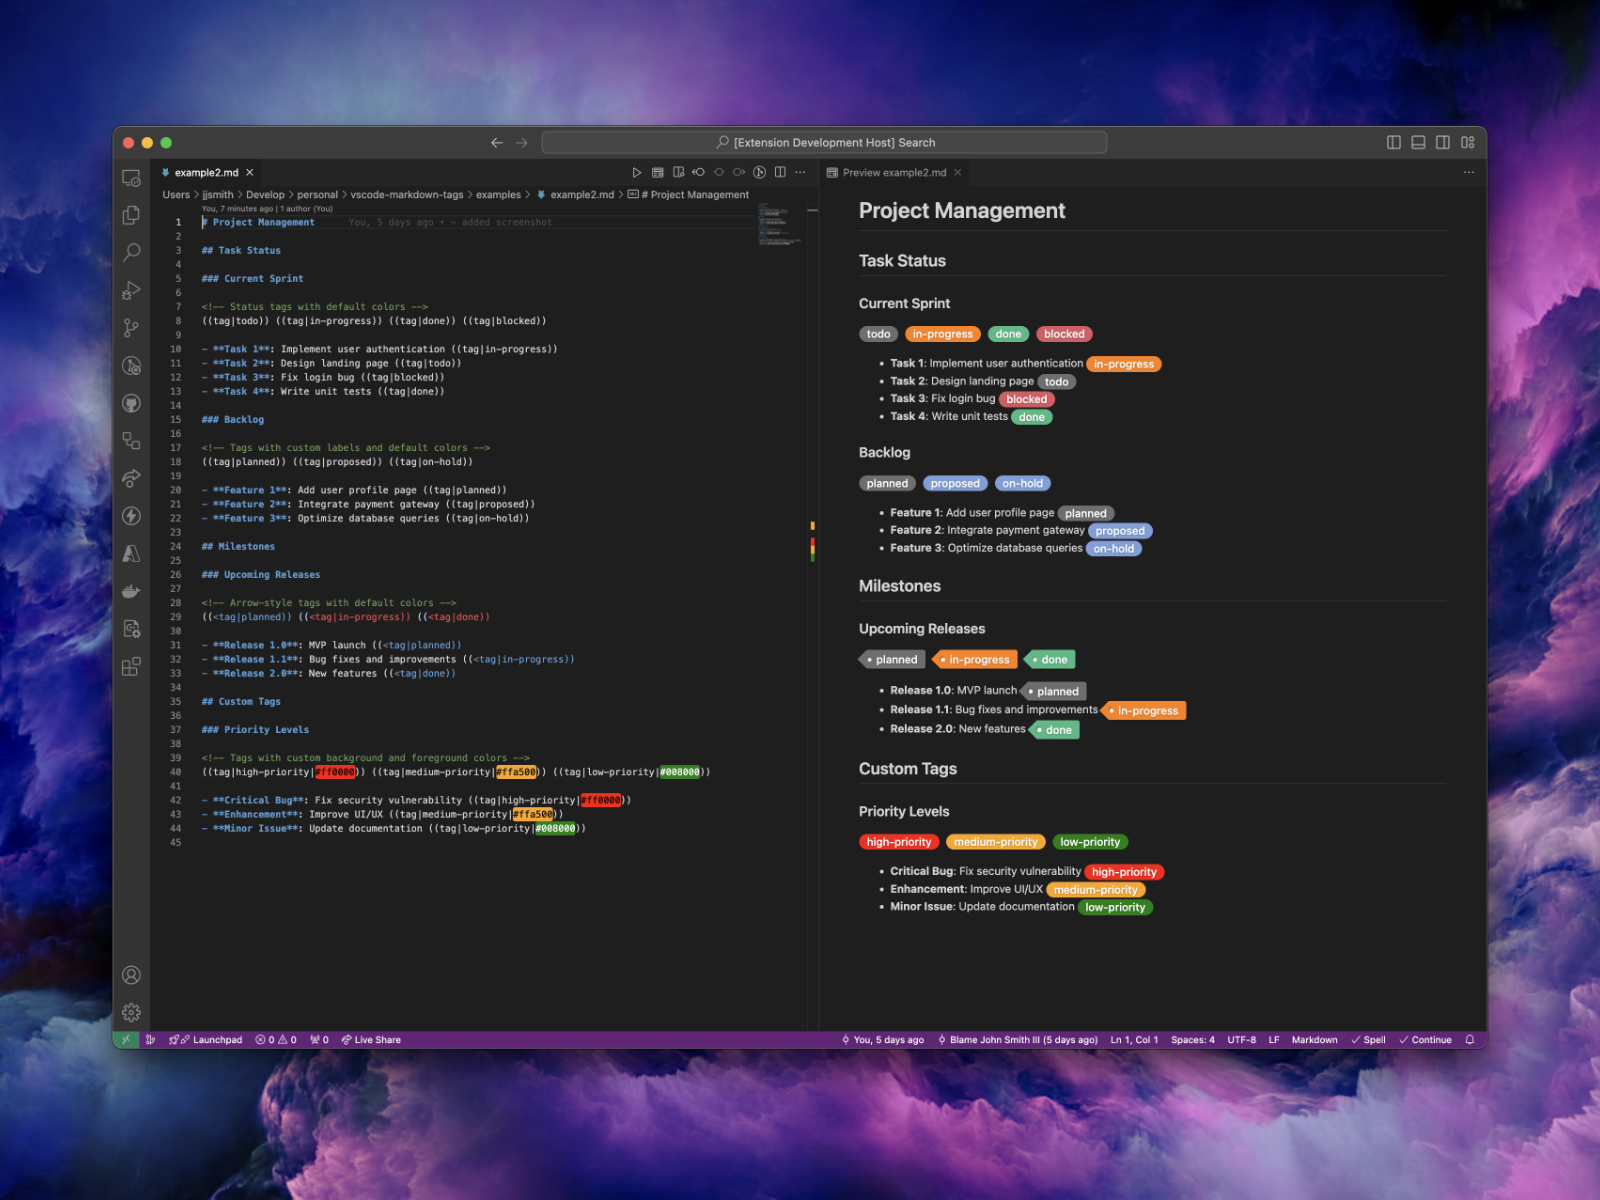 [Extension Development Host] Search
example2.md
Users > jjsmith > Develop > personal > vscode-markdown-tags > examples > example2.md > # Project Management
You, 7 minutes ago | 1 author (You)
1 # Project Management You, 5 days ago • – added screenshot
2
3 ## Task Status
4
5 ### Current Sprint
6
7 <!-- Status tags with default colors -->
8 ((tag|todo)) ((tag|in-progress)) ((tag|done)) ((tag|blocked))
9
10 - **Task 1**: Implement user authentication ((tag|in-progress))
11 - **Task 2**: Design landing page ((tag|todo))
12 - **Task 3**: Fix login bug ((tag|blocked))
13 - **Task 4**: Write unit tests ((tag|done))
14
15 ### Backlog
16
17 <!-- Tags with custom labels and default colors -->
18 ((tag|planned)) ((tag|proposed)) ((tag|on-hold))
19
20 - **Feature 1**: Add user profile page ((tag|planned))
21 - **Feature 2**: Integrate payment gateway ((tag|proposed))
22 - **Feature 3**: Optimize database queries ((tag|on-hold))
23
24 ## Milestones
25
26 ### Upcoming Releases
27
28 <!-- Arrow-style tags with default colors -->
29 ((<tag|planned)) ((<tag|in-progress)) ((<tag|done))
30
31 - **Release 1.0**: MVP launch ((<tag|planned))
32 - **Release 1.1**: Bug fixes and improvements ((<tag|in-progress))
33 - **Release 2.0**: New features ((<tag|done))
34
35 ## Custom Tags
36
37 ### Priority Levels
38
39 <!-- Tags with custom background and foreground colors -->
40 ((tag|high-priority|#ff0000)) ((tag|medium-priority|#ffa500)) ((tag|low-priority|#008000))
41
42 - **Critical Bug**: Fix security vulnerability ((tag|high-priority|#ff0000))
43 - **Enhancement**: Improve UI/UX ((tag|medium-priority|#ffa500))
44 - **Minor Issue**: Update documentation ((tag|low-priority|#008000))
45
Preview example2.md
Project Management
Task Status
Current Sprint
todo in-progress done blocked
• Task 1: Implement user authentication in-progress
• Task 2: Design landing page todo
• Task 3: Fix login bug blocked
• Task 4: Write unit tests done
Backlog
planned proposed on-hold
• Feature 1: Add user profile page planned
• Feature 2: Integrate payment gateway proposed
• Feature 3: Optimize database queries on-hold
Milestones
Upcoming Releases
• planned • in-progress • done
• Release 1.0: MVP launch • planned
• Release 1.1: Bug fixes and improvements • in-progress
• Release 2.0: New features • done
Custom Tags
Priority Levels
high-priority medium-priority low-priority
• Critical Bug: Fix security vulnerability high-priority
• Enhancement: Improve UI/UX medium-priority
• Minor Issue: Update documentation low-priority
Launchpad 0 0 0 Live Share You, 5 days ago Blame John Smith III (5 days ago) Ln 1, Col 1 Spaces: 4 UTF-8 LF Markdown Spell Continue